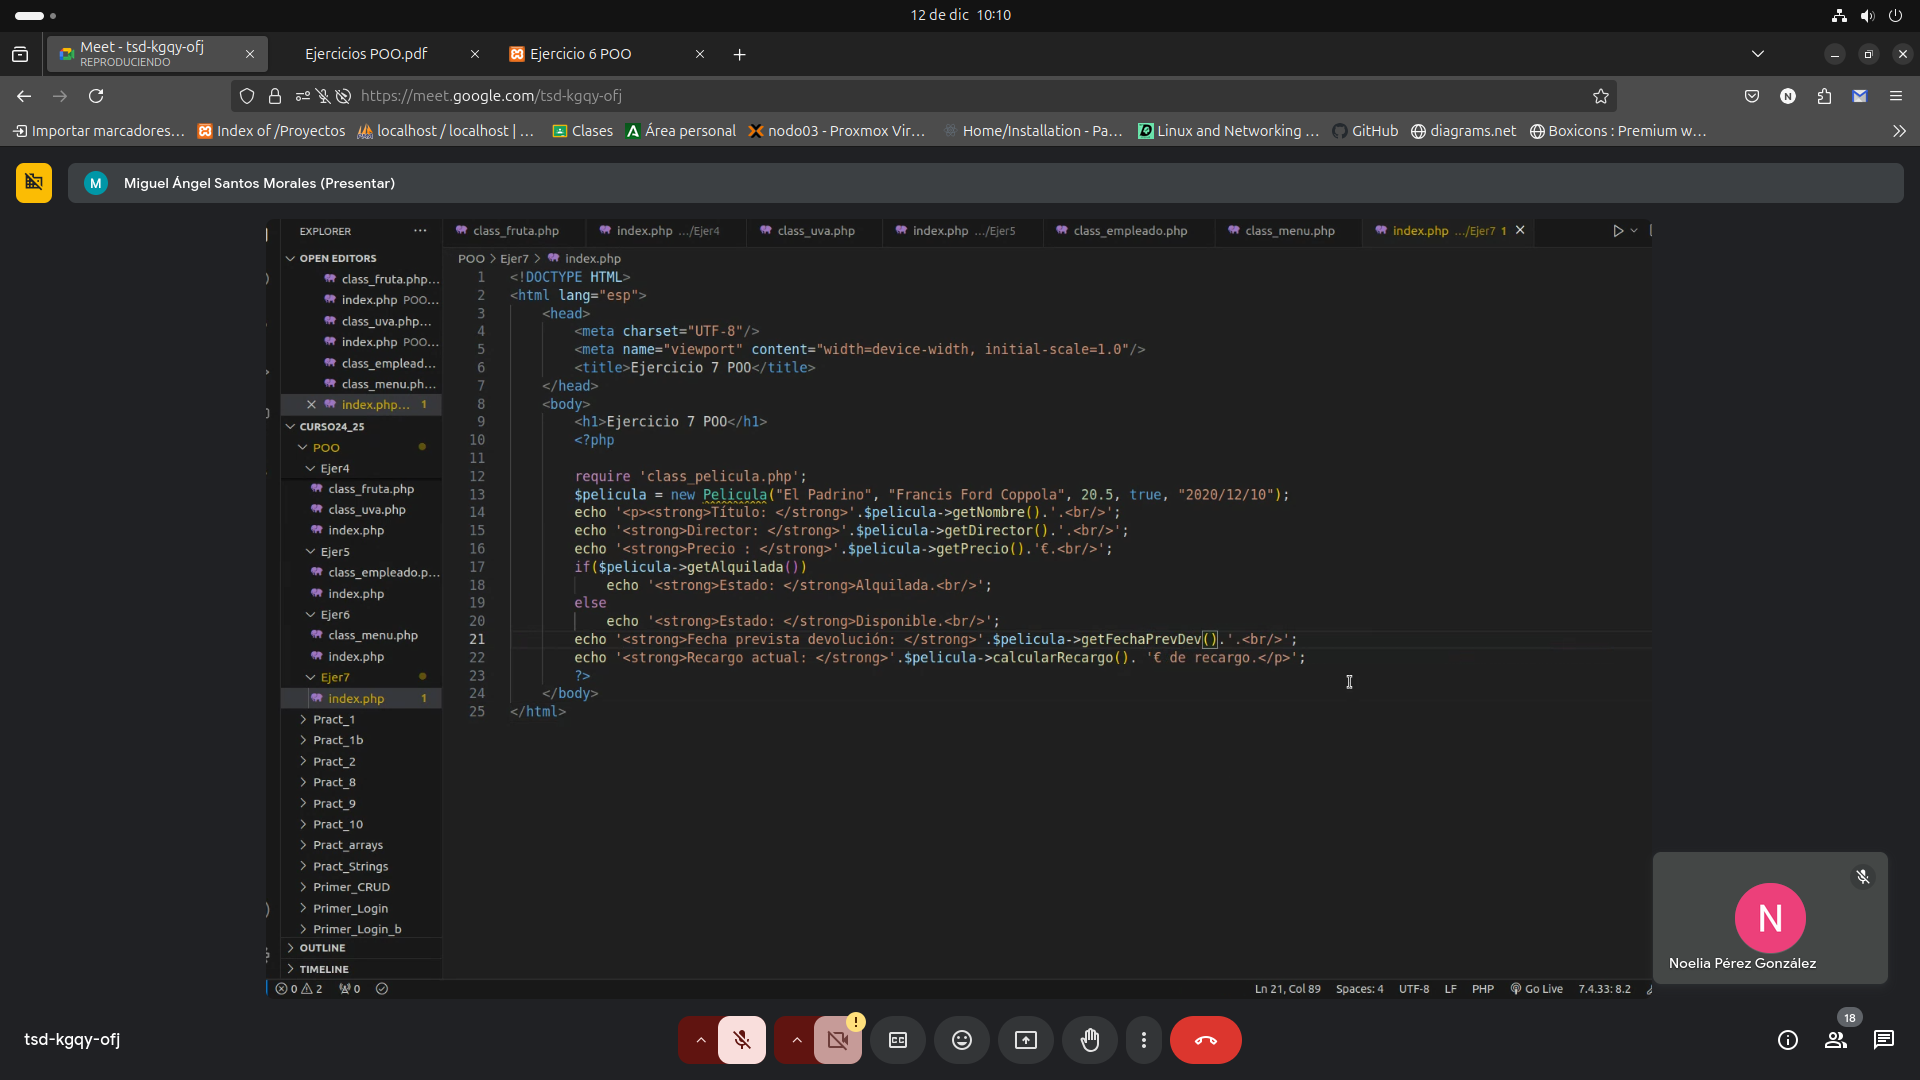 12 de dic 10:10
Meet - tsd-kgqy-ofj
REPRODUCIENDO
Ejercicios POO.pdf
Ejercicio 6 POO
https://meet.google.com/tsd-kgqy-ofj
Importar marcadores...
Index of /Proyectos
localhost / localhost | ...
Clases
Área personal
nodo03 - Proxmox Vir...
Home/Installation - Pa...
Linux and Networking ...
GitHub
diagrams.net
Boxicons : Premium w...
M
Miguel Ángel Santos Morales (Presentar)
EXPLORER
class_fruta.php
index.php .../Ejer4
class_uva.php
index.php .../Ejer5
class_empleado.php
class_menu.php
index.php .../Ejer7 1
OPEN EDITORS
class_fruta.php...
index.php POO...
class_uva.php...
index.php POO...
class_emplead...
class_menu.ph...
index.php... 1
CURSO24_25
POO
Ejer4
class_fruta.php
class_uva.php
index.php
Ejer5
class_empleado.p...
index.php
Ejer6
class_menu.php
index.php
Ejer7
index.php 1
Pract_1
Pract_1b
Pract_2
Pract_8
Pract_9
Pract_10
Pract_arrays
Pract_Strings
Primer_CRUD
Primer_Login
Primer_Login_b
OUTLINE
TIMELINE
POO > Ejer7 > index.php
1 <!DOCTYPE HTML>
2 <html lang="esp">
3 <head>
4 <meta charset="UTF-8"/>
5 <meta name="viewport" content="width=device-width, initial-scale=1.0"/>
6 <title>Ejercicio 7 POO</title>
7 </head>
8 <body>
9 <h1>Ejercicio 7 POO</h1>
10 <?php
11
12 require 'class_pelicula.php';
13 $pelicula = new Pelicula("El Padrino", "Francis Ford Coppola", 20.5, true, "2020/12/10");
14 echo '<p><strong>Título: </strong>'.$pelicula->getNombre().'.<br/>';
15 echo '<strong>Director: </strong>'.$pelicula->getDirector().'.<br/>';
16 echo '<strong>Precio : </strong>'.$pelicula->getPrecio().'€.<br/>';
17 if($pelicula->getAlquilada())
18 echo '<strong>Estado: </strong>Alquilada.<br/>';
19 else
20 echo '<strong>Estado: </strong>Disponible.<br/>';
21 echo '<strong>Fecha prevista devolución: </strong>'.$pelicula->getFechaPrevDev().'.<br/>';
22 echo '<strong>Recargo actual: </strong>'.$pelicula->calcularRecargo(). '€ de recargo.</p>';
23 ?>
24 </body>
25 </html>
0 2 0
Ln 21, Col 89
Spaces: 4
UTF-8
LF
PHP
Go Live
7.4.33: 8.2
N
Noelia Pérez González
tsd-kgqy-ofj
18